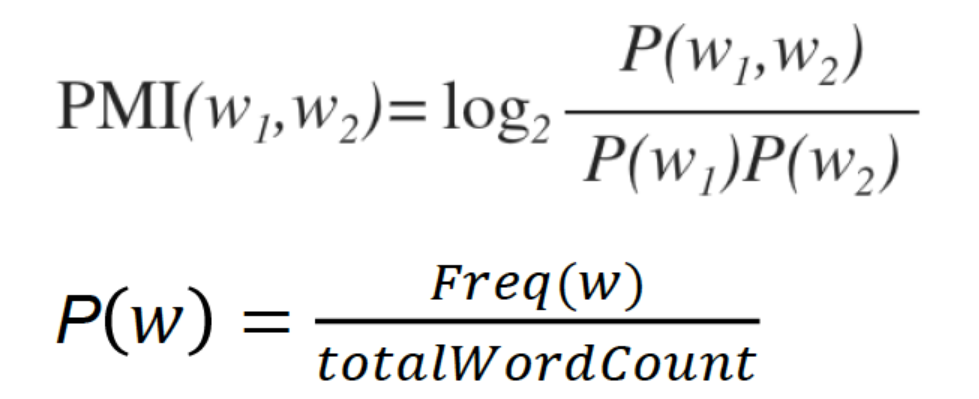 PMI(w₁,w₂)= log₂ P(w₁,w₂) / P(w₁)P(w₂)
P(w) = Freq(w) / totalWordCount